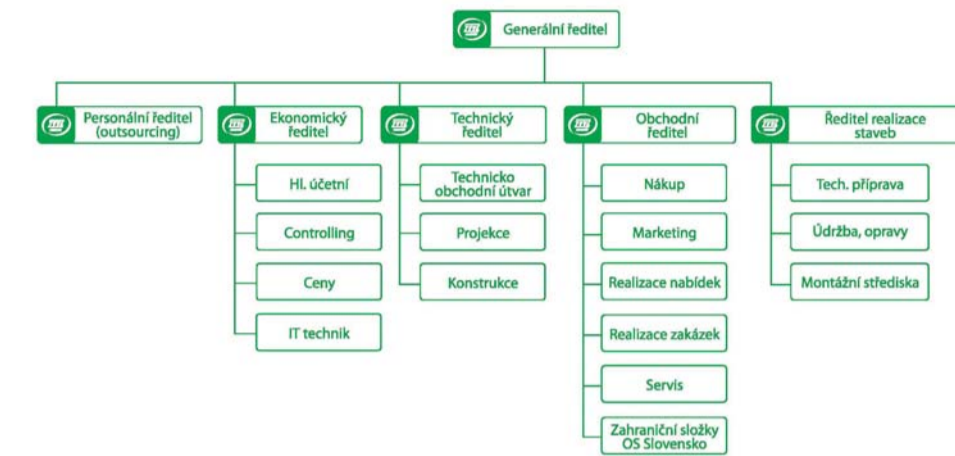 Generální ředitel
Personální ředitel
(outsourcing)
Ekonomický
ředitel
Technický
ředitel
Obchodní
ředitel
Ředitel realizace
staveb
Hl. účetní
Controlling
Ceny
IT technik
Technicko
obchodní útvar
Projekce
Konstrukce
Nákup
Marketing
Realizace nabídek
Realizace zakázek
Servis
Zahraniční složky
OS Slovensko
Tech. příprava
Údržba, opravy
Montážní střediska